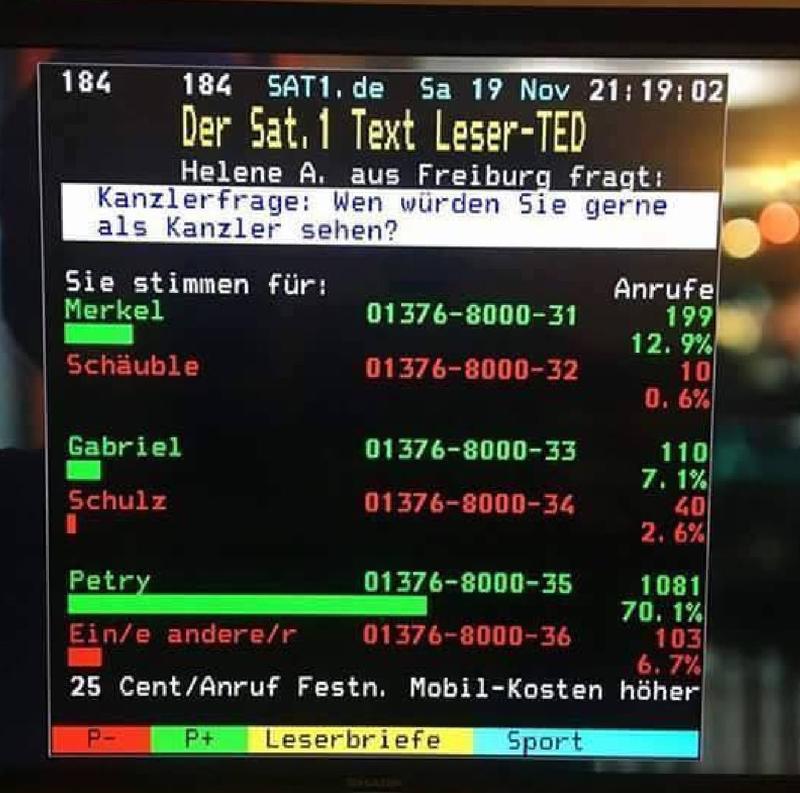 184 184 SAT1.de Sa 19 Nov 21:19:02
Der Sat.1 Text Leser-TED
Helene A. aus Freiburg fragt:
Kanzlerfrage: Wen würden Sie gerne
als Kanzler sehen?
Sie stimmen für: Anrufe
Merkel 01376-8000-31 199
12.9%
Schäuble 01376-8000-32 10
0.6%
Gabriel 01376-8000-33 110
7.1%
Schulz 01376-8000-34 40
2.6%
Petry 01376-8000-35 1081
70.1%
Ein/e andere/r 01376-8000-36 103
6.7%
25 Cent/Anruf Festn. Mobil-Kosten höher
P- P+ Leserbriefe Sport